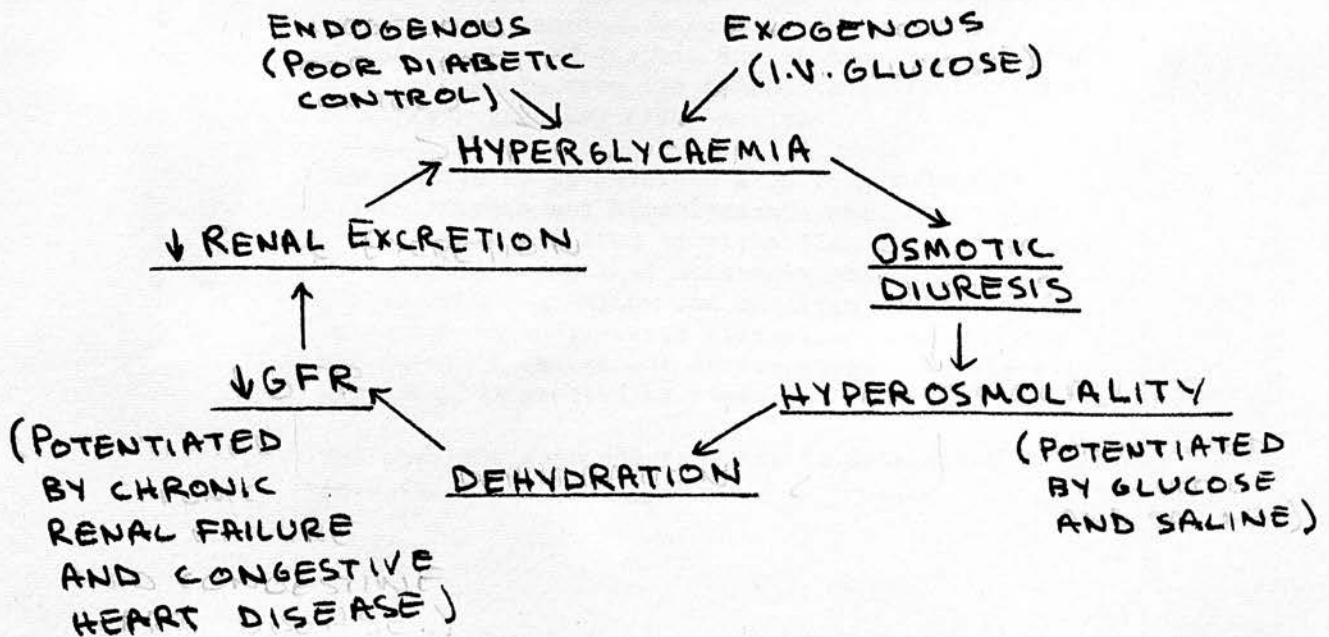 ENDOGENOUS
(POOR DIABETIC
CONTROL)
EXOGENOUS
(I.V. GLUCOSE)
HYPERGLYCAEMIA
OSMOTIC
DIURESIS
HYPEROSMOLALITY
(POTENTIATED
BY GLUCOSE
AND SALINE)
DEHYDRATION
↓GFR
(POTENTIATED
BY CHRONIC
RENAL FAILURE
AND CONGESTIVE
HEART DISEASE)
↓ RENAL EXCRETION